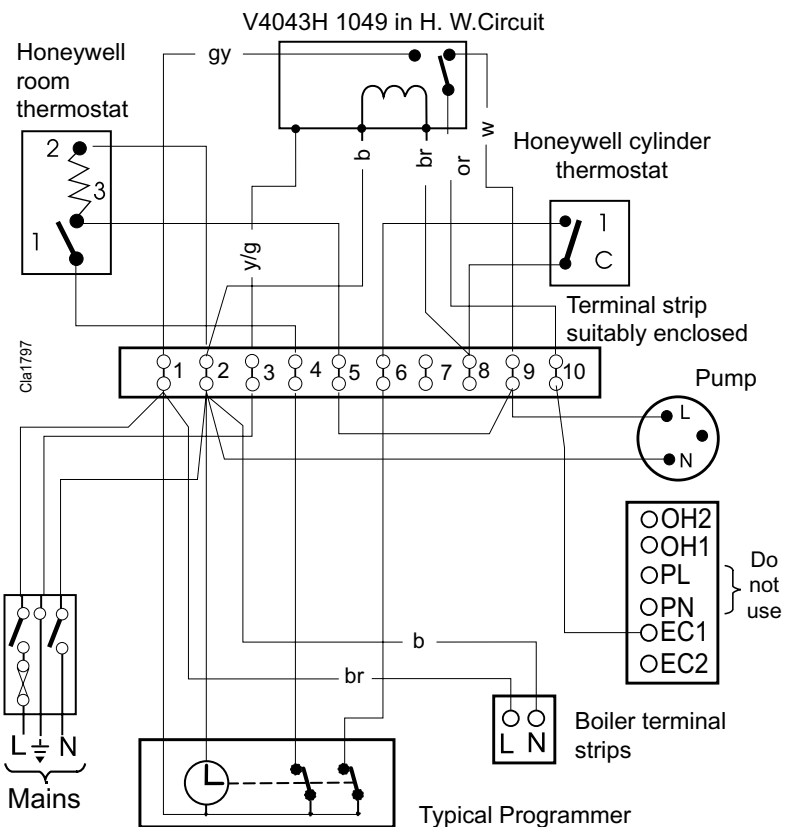 V4043H 1049 in H. W.Circuit
Honeywell
room
thermostat
gy
2
3
1
b
br
or
w
y/g
Honeywell cylinder
thermostat
1
C
Terminal strip
suitably enclosed
Cla1797
1 2 3 4 5 6 7 8 9 10
Pump
L
N
OH2
OH1
PL
PN
EC1
EC2
Do
not
use
b
br
L N
Boiler terminal
strips
L N
Mains
Typical Programmer